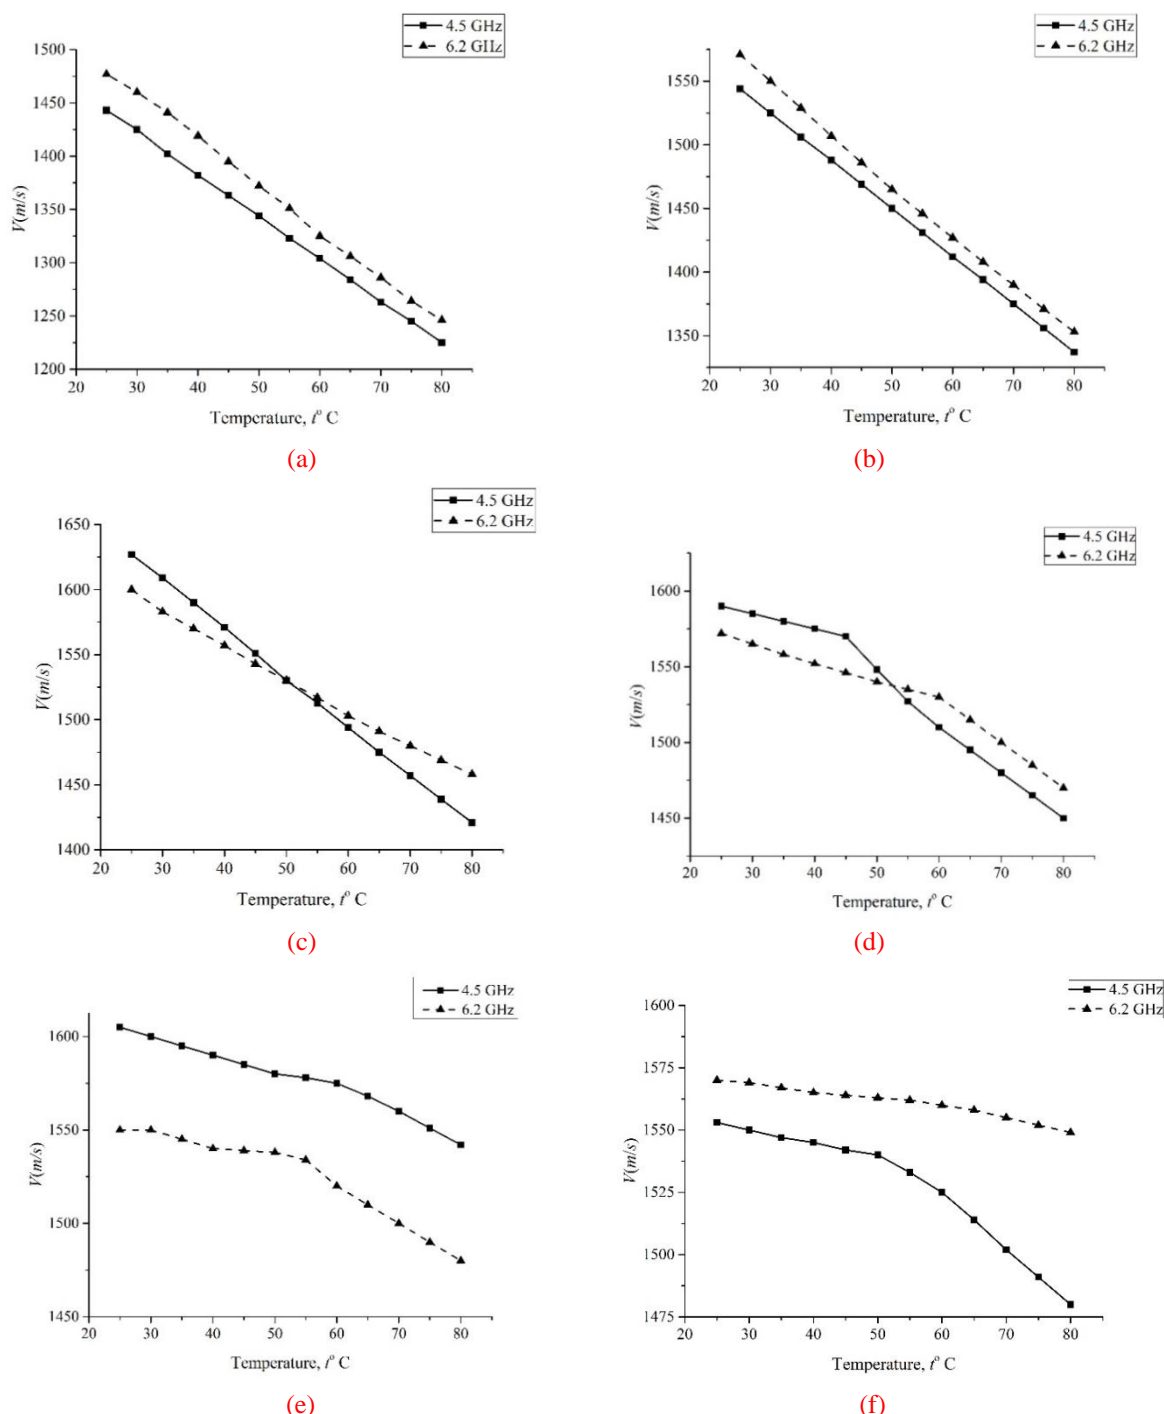 4.5 GHz
6.2 GHz
1500
1450
1400
1350
1300
1250
1200
V(m/s)
20 30 40 50 60 70 80
Temperature, t° C
(a)
4.5 GHz
6.2 GHz
1550
1500
1450
1400
1350
V(m/s)
20 30 40 50 60 70 80
Temperature, t° C
(b)
4.5 GHz
6.2 GHz
1650
1600
1550
1500
1450
1400
V(m/s)
20 30 40 50 60 70 80
Temperature, t° C
(c)
4.5 GHz
6.2 GHz
1600
1550
1500
1450
V(m/s)
20 30 40 50 60 70 80
Temperature, t° C
(d)
4.5 GHz
6.2 GHz
1600
1550
1500
1450
V(m/s)
20 30 40 50 60 70 80
Temperature, t° C
(e)
4.5 GHz
6.2 GHz
1600
1575
1550
1525
1500
1475
V(m/s)
20 30 40 50 60 70 80
Temperature, t° C
(f)